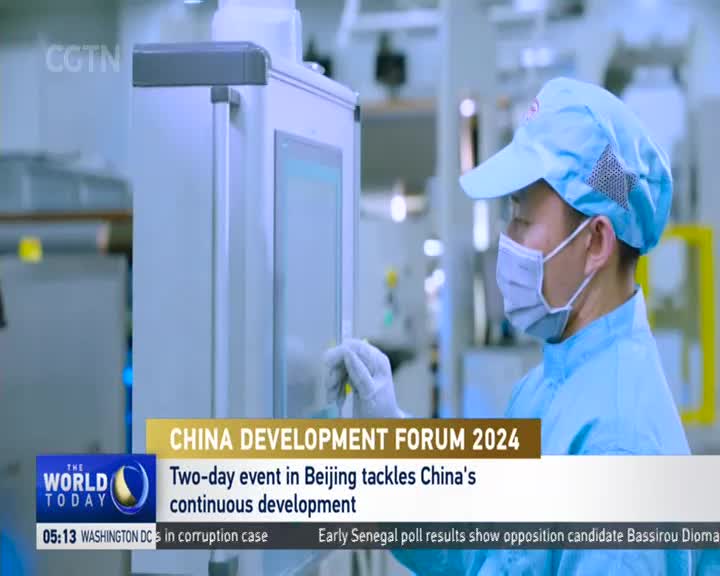 CGTN
CHINA DEVELOPMENT FORUM 2024
THE
WORLD
TODAY
Two-day event in Beijing tackles China's
continuous development
05:13 WASHINGTON DC
s in corruption case Early Senegal poll results show opposition candidate Bassirou Dioma